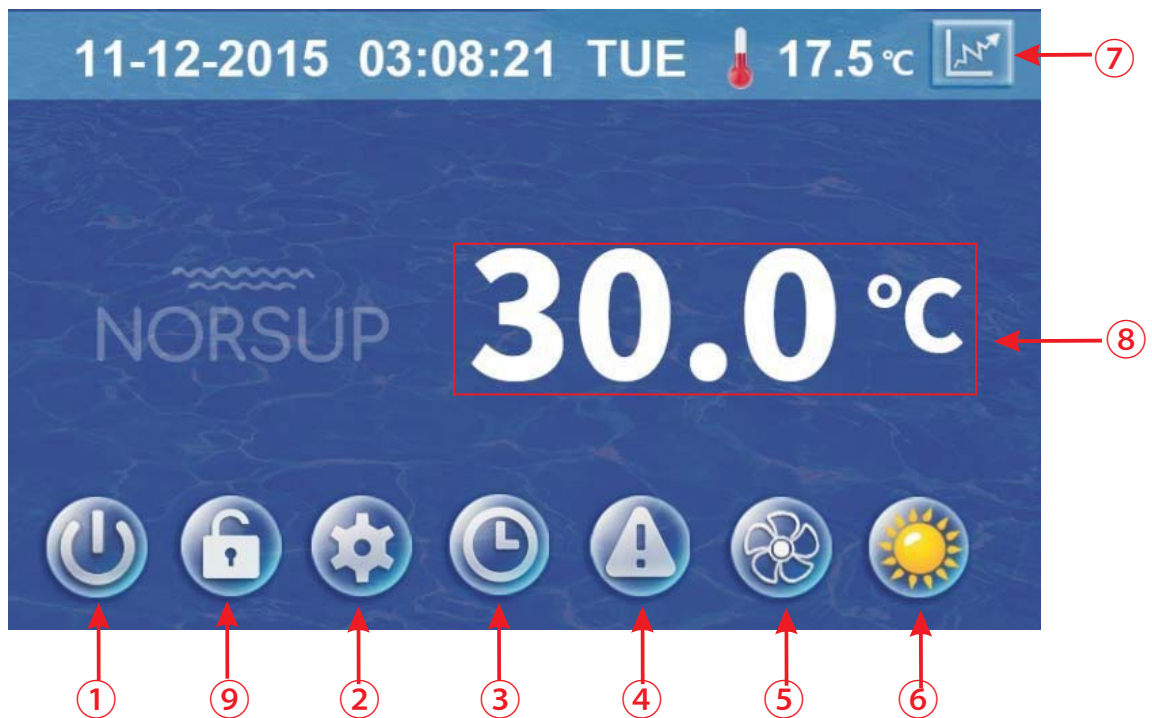 11-12-2015 03:08:21 TUE 17.5 ℃
⑦
30.0 ℃
⑧
NORSUP
① ⑨ ② ③ ④ ⑤ ⑥